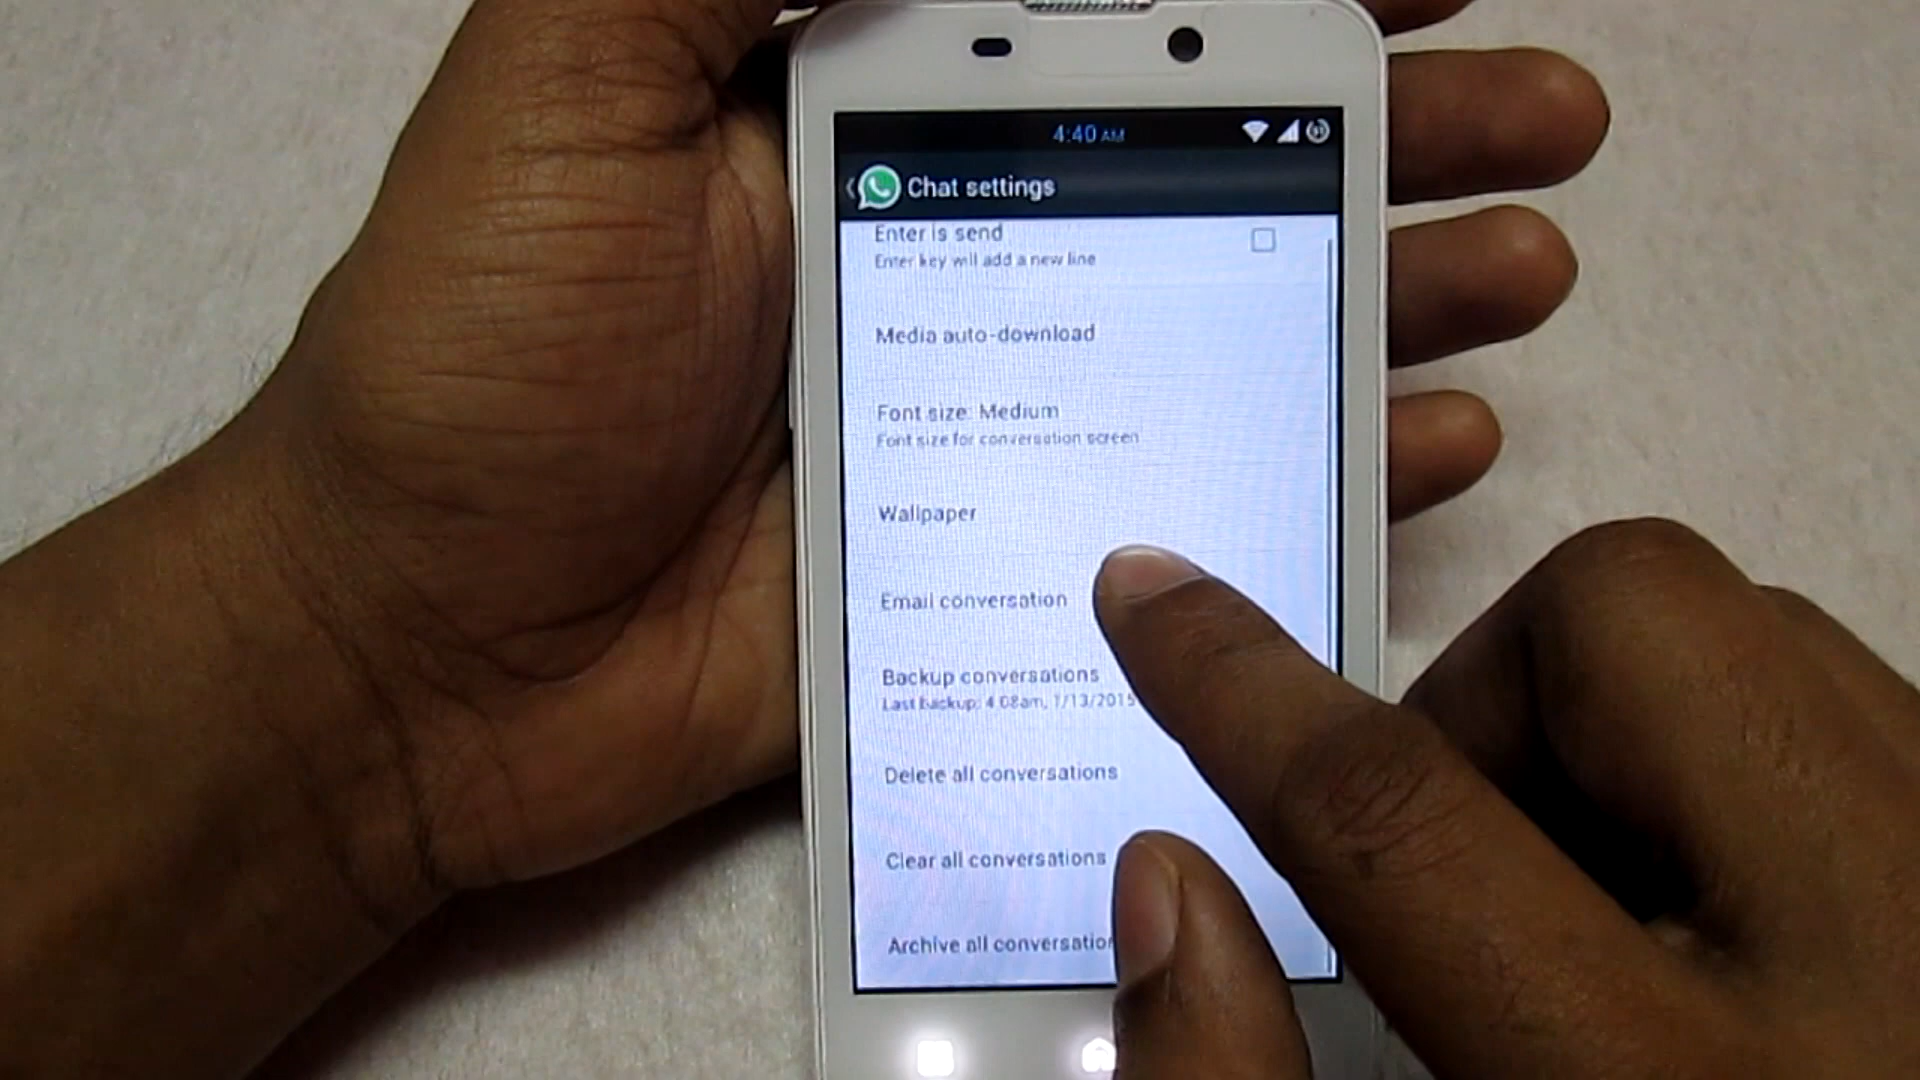 4:40 AM
Chat settings
Enter is send
Enter key will add a new line
Media auto-download
Font size: Medium
Font size for conversation screen
Wallpaper
Email conversation
Backup conversations
Last backup: 4:08am, 1/13/2015
Delete all conversations
Clear all conversations
Archive all conversation